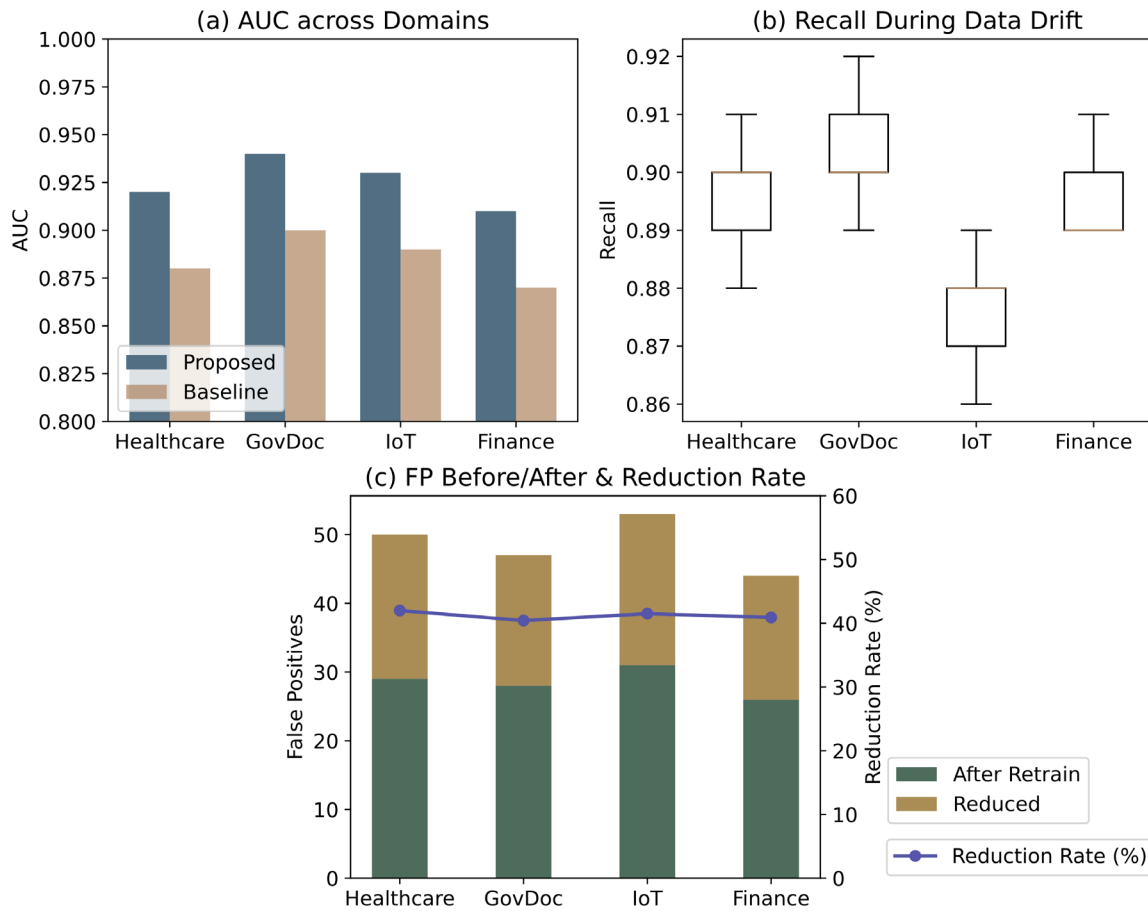 (a) AUC across Domains
1.000
0.975
0.950
0.925
0.900
0.875
0.850
0.825
0.800
AUC
Proposed
Baseline
Healthcare GovDoc IoT Finance
(b) Recall During Data Drift
0.92
0.91
0.90
0.89
0.88
0.87
0.86
Recall
Healthcare GovDoc IoT Finance
(c) FP Before/After & Reduction Rate
50
40
30
20
10
0
False Positives
60
50
40
30
20
10
0
Reduction Rate (%)
Healthcare GovDoc IoT Finance
After Retrain
Reduced
Reduction Rate (%)